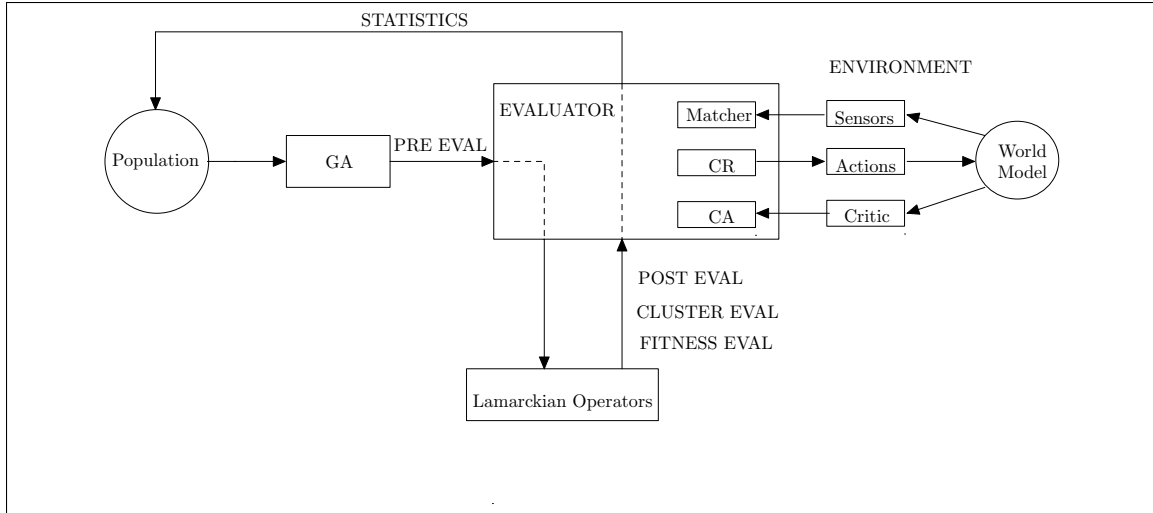 STATISTICS
ENVIRONMENT
EVALUATOR
Matcher
Sensors
PRE EVAL
Population
GA
CR
Actions
World
Model
CA
Critic
POST EVAL
CLUSTER EVAL
FITNESS EVAL
Lamarckian Operators